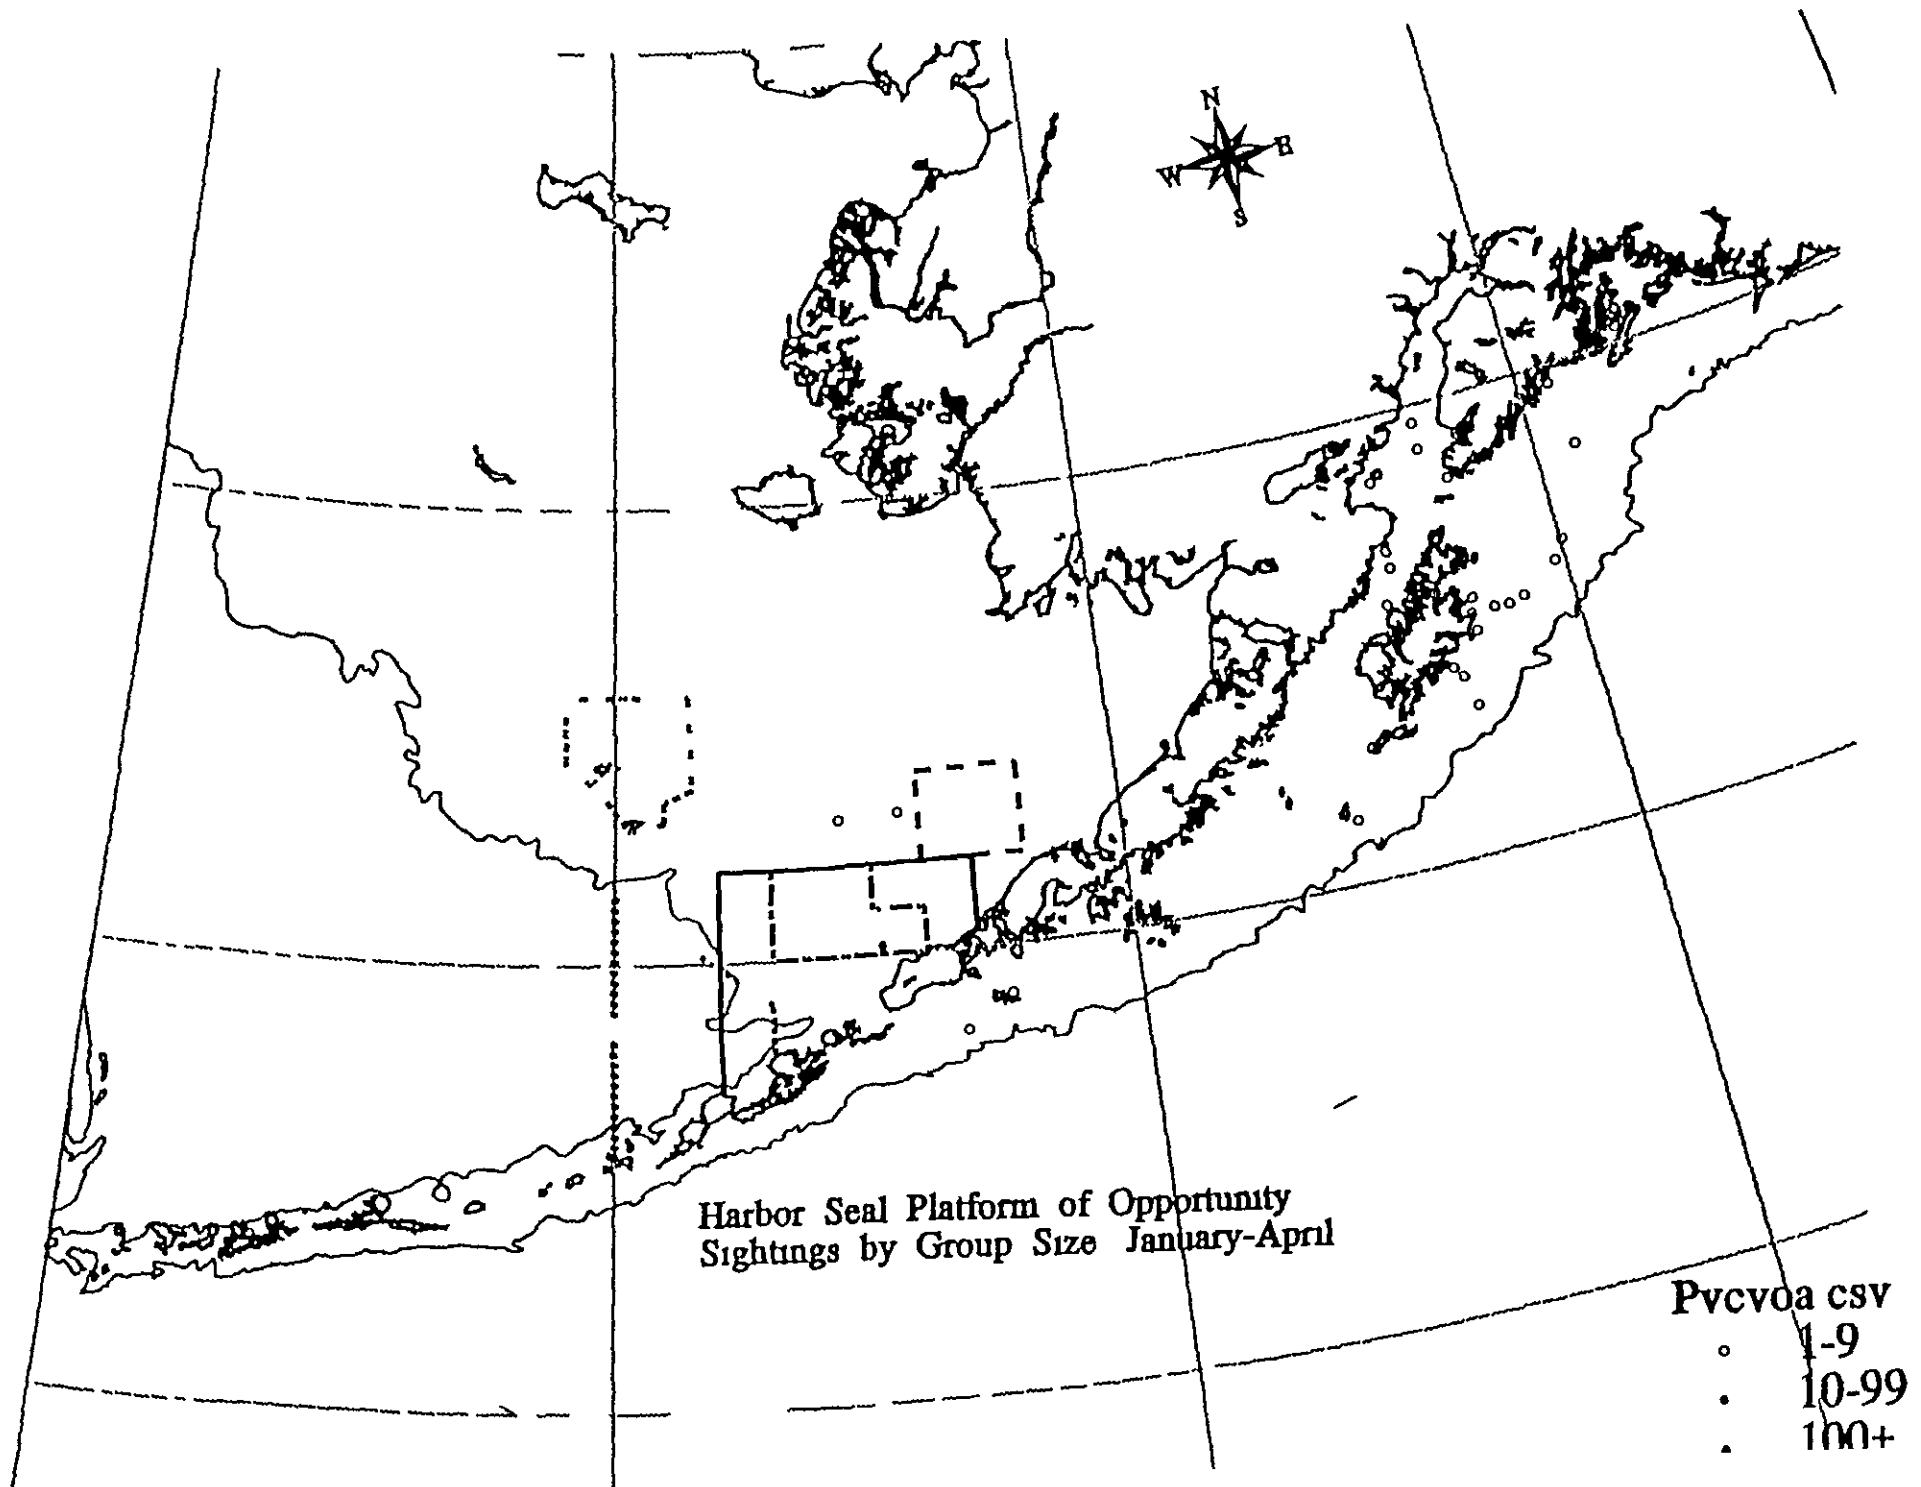 N
W E
S
Harbor Seal Platform of Opportunity
Sightings by Group Size January-April
Pvcvoa csv
1-9
10-99
100+